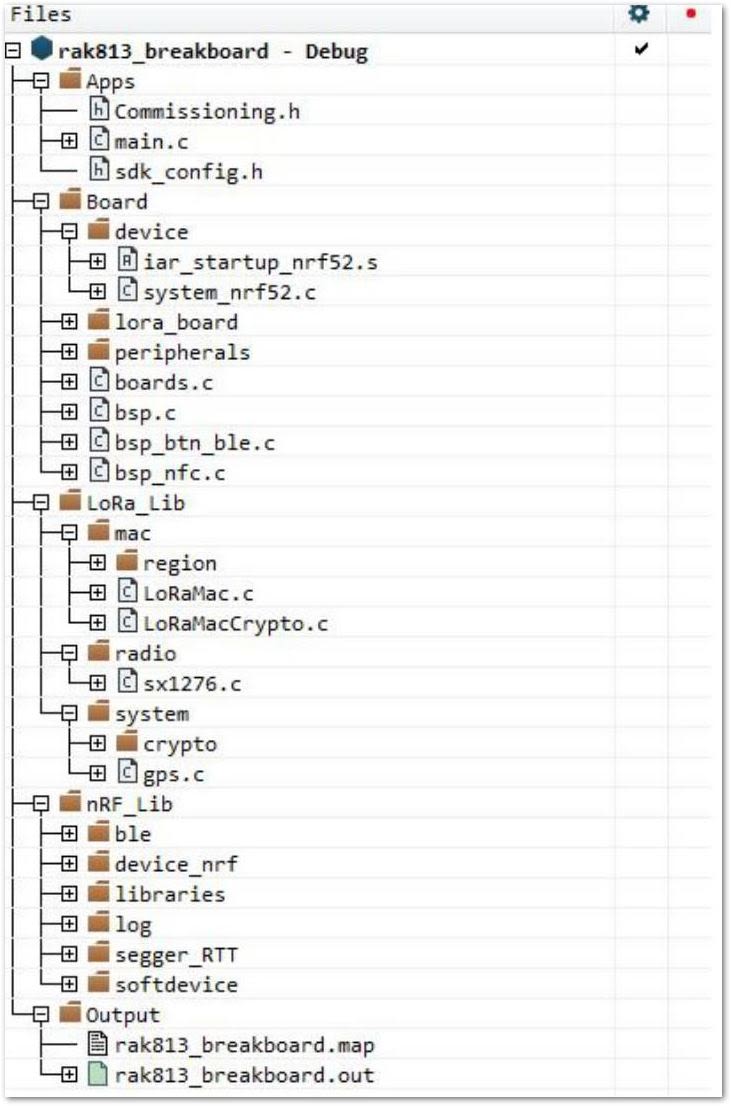 Files
rak813_breakboard - Debug
Apps
Commissioning.h
main.c
sdk_config.h
Board
device
iar_startup_nrf52.s
system_nrf52.c
lora_board
peripherals
boards.c
bsp.c
bsp_btn_ble.c
bsp_nfc.c
LoRa_Lib
mac
region
LoRaMac.c
LoRaMacCrypto.c
radio
sx1276.c
system
crypto
gps.c
nRF_Lib
ble
device_nrf
libraries
log
segger_RTT
softdevice
Output
rak813_breakboard.map
rak813_breakboard.out